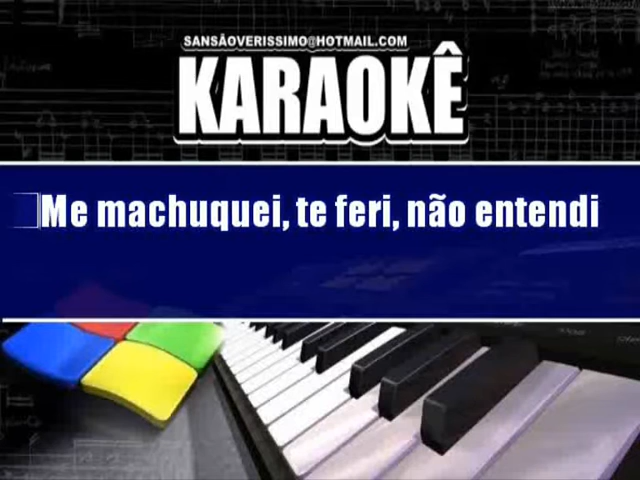 SANSÃOVERISSIMO@HOTMAIL.COM
KARAOKÊ
Me machuquei, te feri, não entendi